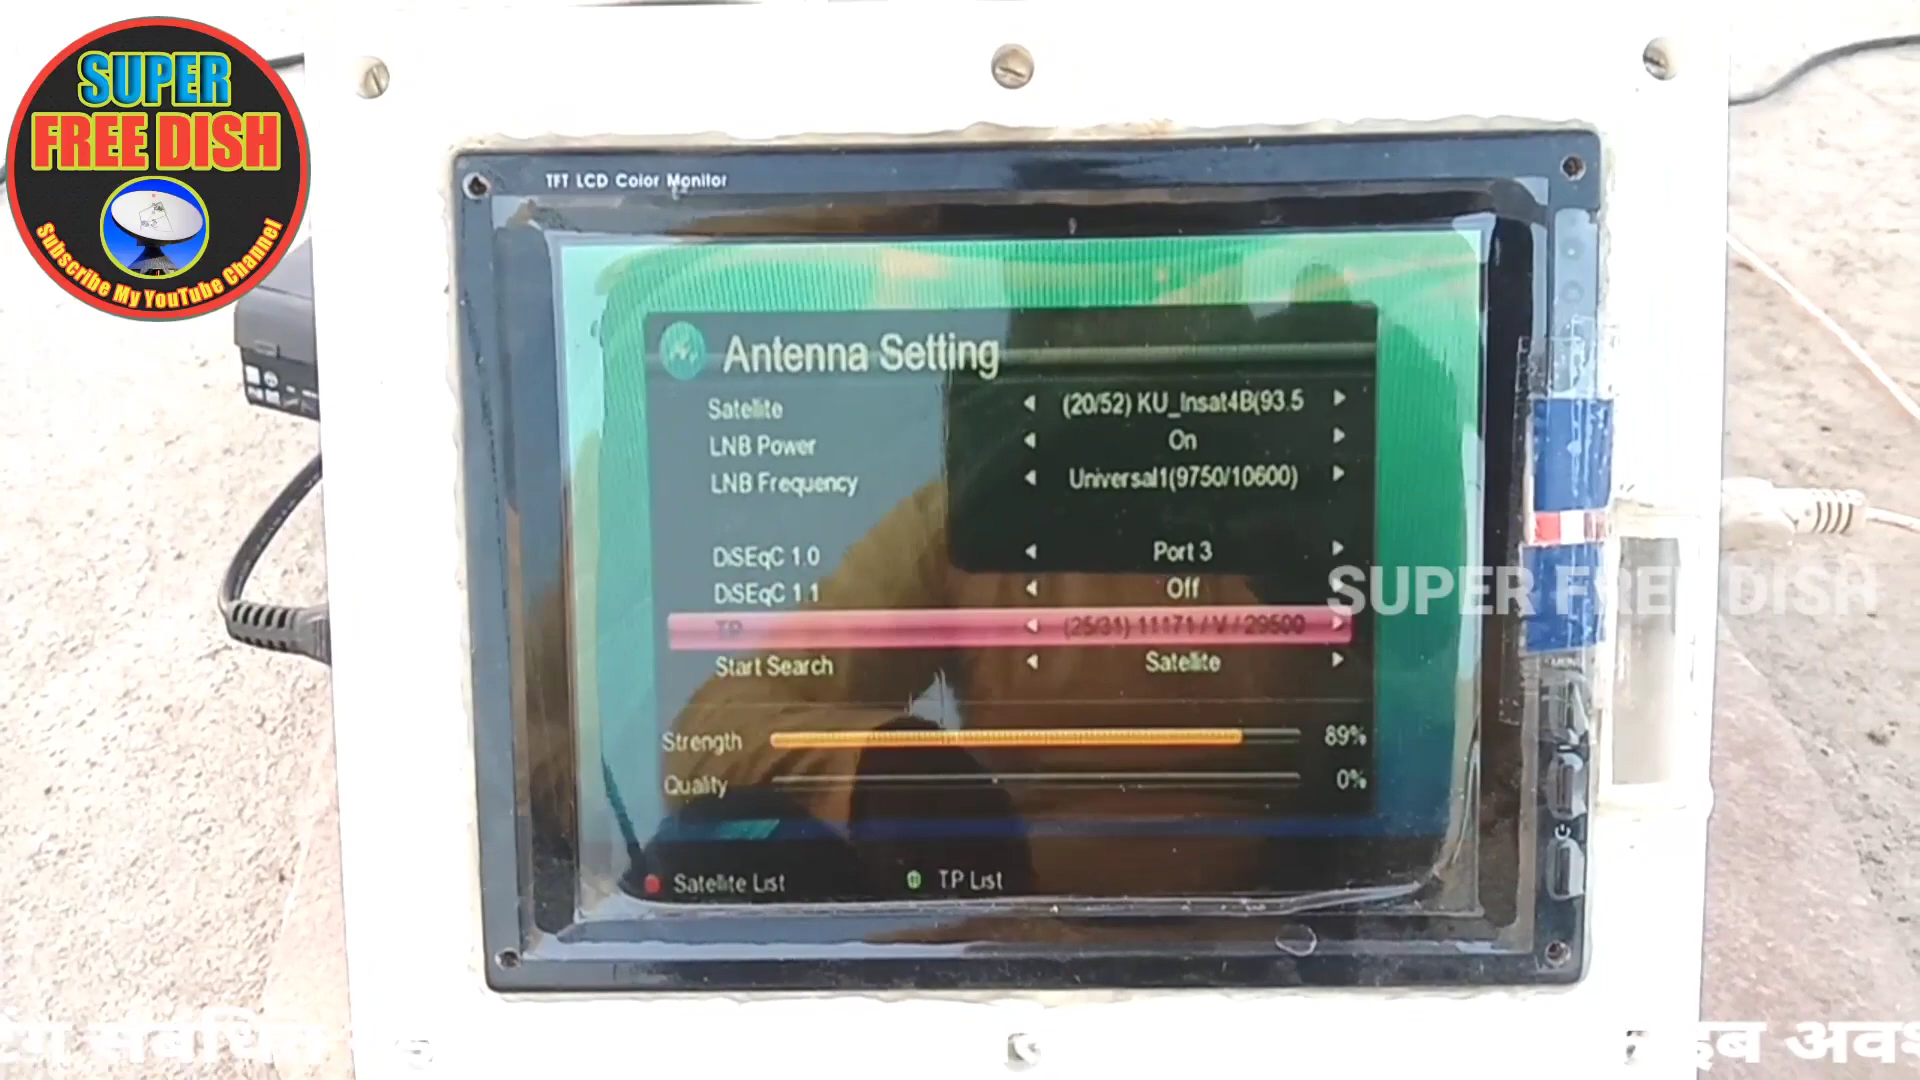 SUPER
FREE DISH
Subscribe My YouTube Channel
TFT LCD Color Monitor
Antenna Setting
Satellite (20/52) KU_Insat4B(93.5
LNB Power On
LNB Frequency Universal1(9750/10600)
DiSEqC 1.0 Port 3
DiSEqC 1.1 Off
TP (25/31) 11171 / V / 29500
Start Search Satellite
Strength 89%
Quality 0%
Satellite List TP List
SUPER FREE DISH
MENU
संबंधित